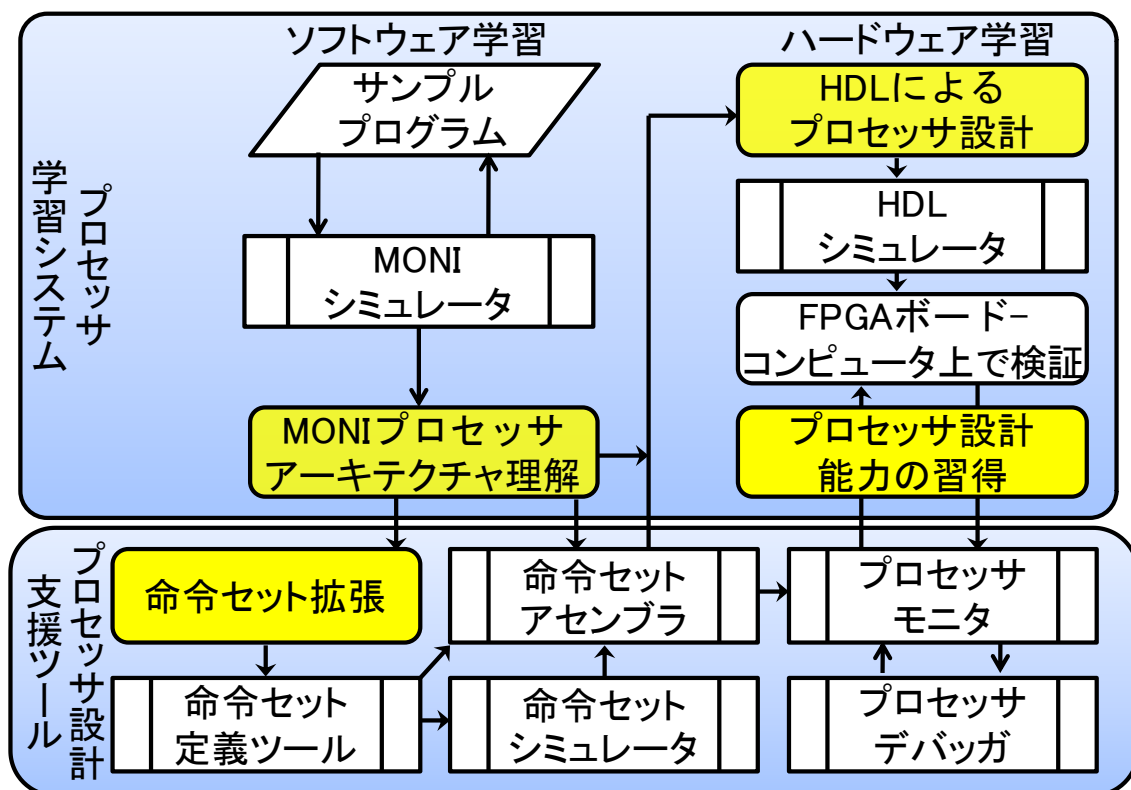 ソフトウェア学習
ハードウェア学習
プロセッサ
学習システム
サンプル
プログラム
MONI
シミュレータ
MONIプロセッサ
アーキテクチャ理解
HDLによる
プロセッサ設計
HDL
シミュレータ
FPGAボード-
コンピュータ上で検証
プロセッサ設計
能力の習得
プロセッサ設計
支援ツール
命令セット拡張
命令セット
アセンブラ
プロセッサ
モニタ
命令セット
定義ツール
命令セット
シミュレータ
プロセッサ
デバッガ